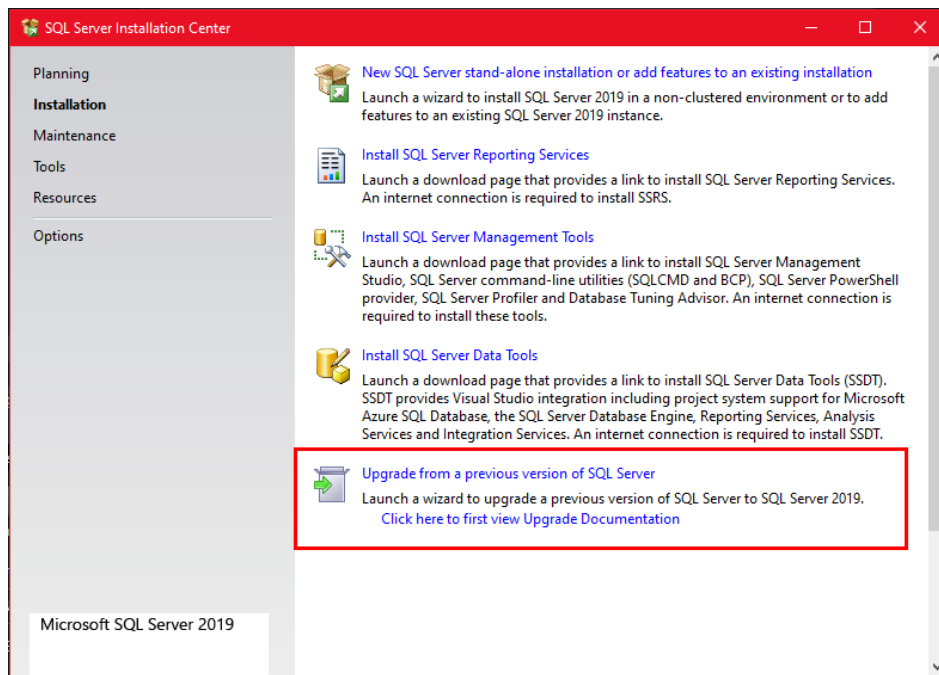 SQL Server Installation Center
Planning
Installation
Maintenance
Tools
Resources
Options
New SQL Server stand-alone installation or add features to an existing installation
Launch a wizard to install SQL Server 2019 in a non-clustered environment or to add
features to an existing SQL Server 2019 instance.
Install SQL Server Reporting Services
Launch a download page that provides a link to install SQL Server Reporting Services.
An internet connection is required to install SSRS.
Install SQL Server Management Tools
Launch a download page that provides a link to install SQL Server Management
Studio, SQL Server command-line utilities (SQLCMD and BCP), SQL Server PowerShell
provider, SQL Server Profiler and Database Tuning Advisor. An internet connection is
required to install these tools.
Install SQL Server Data Tools
Launch a download page that provides a link to install SQL Server Data Tools (SSDT).
SSDT provides Visual Studio integration including project system support for Microsoft
Azure SQL Database, the SQL Server Database Engine, Reporting Services, Analysis
Services and Integration Services. An internet connection is required to install SSDT.
Upgrade from a previous version of SQL Server
Launch a wizard to upgrade a previous version of SQL Server to SQL Server 2019.
Click here to first view Upgrade Documentation
Microsoft SQL Server 2019